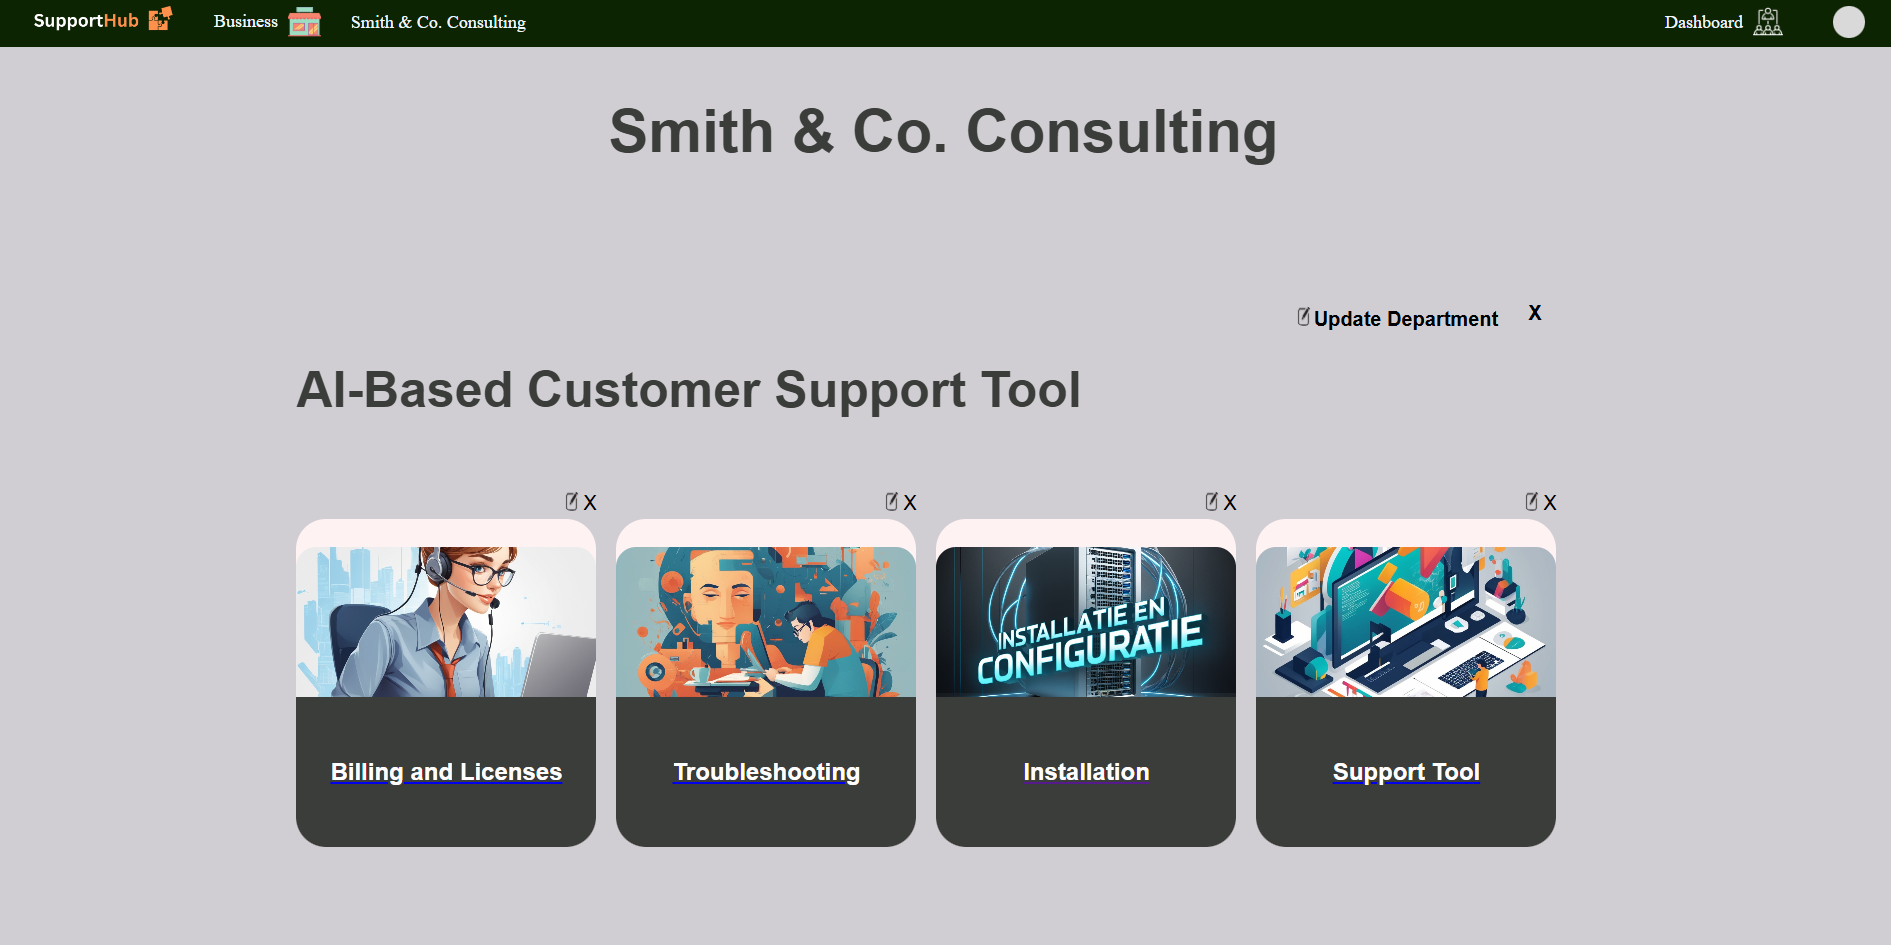 SupportHub
Business
Smith & Co. Consulting
Dashboard
Smith & Co. Consulting
Update Department
X
AI-Based Customer Support Tool
X
X
X
X
INSTALLATIE EN
CONFIGURATIE
Billing and Licenses
Troubleshooting
Installation
Support Tool